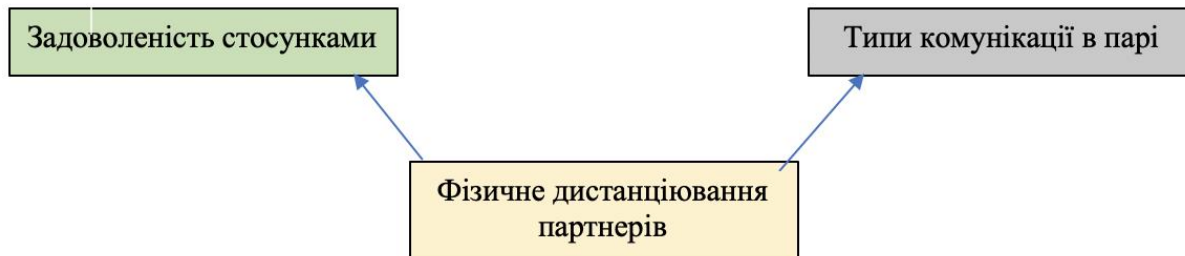 Задоволеність стосунками
Типи комунікації в парі
Фізичне дистанціювання
партнерів